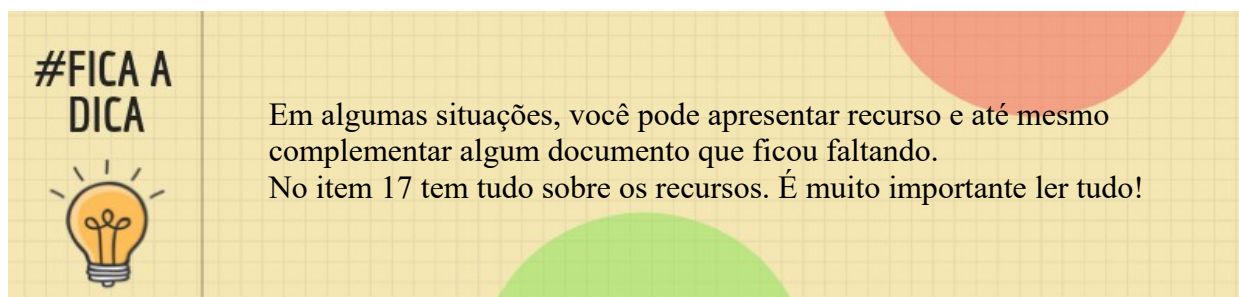 #FICA A
DICA
Em algumas situações, você pode apresentar recurso e até mesmo
complementar algum documento que ficou faltando.
No item 17 tem tudo sobre os recursos. É muito importante ler tudo!